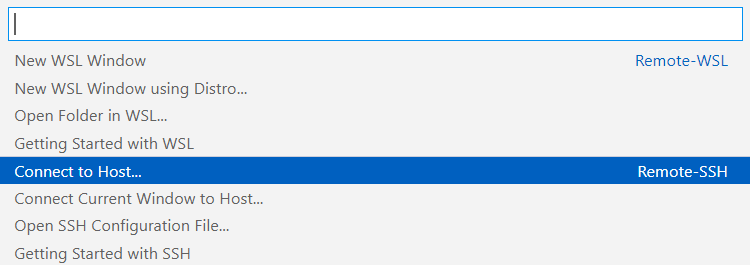 New WSL Window Remote-WSL
New WSL Window using Distro...
Open Folder in WSL...
Getting Started with WSL
Connect to Host... Remote-SSH
Connect Current Window to Host...
Open SSH Configuration File...
Getting Started with SSH